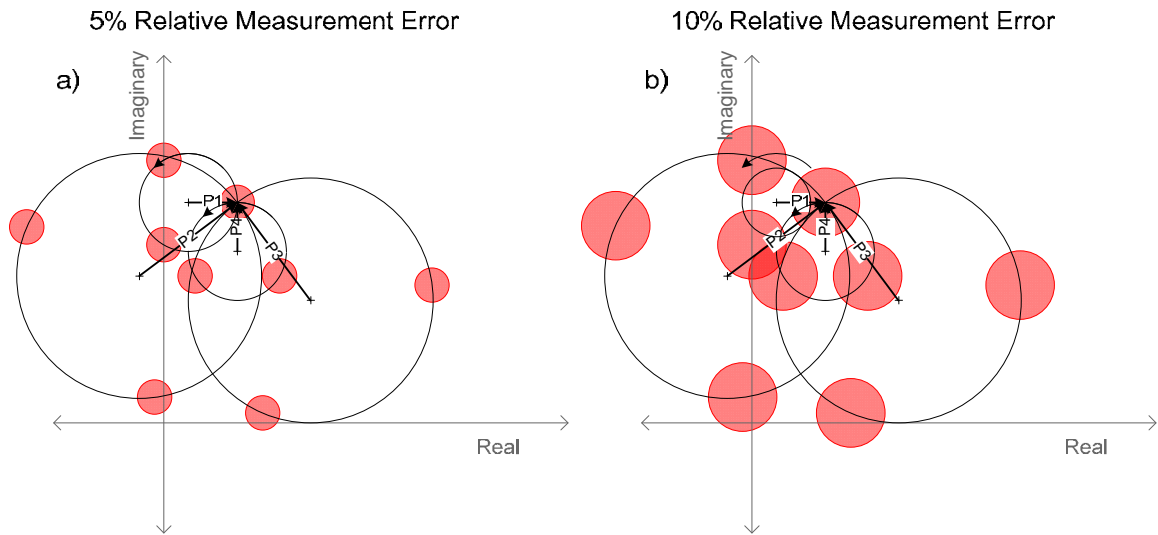 5% Relative Measurement Error
a)
Imaginary
P1
P2
P4
P3
Real
10% Relative Measurement Error
b)
Imaginary
P1
P2
P4
P3
Real